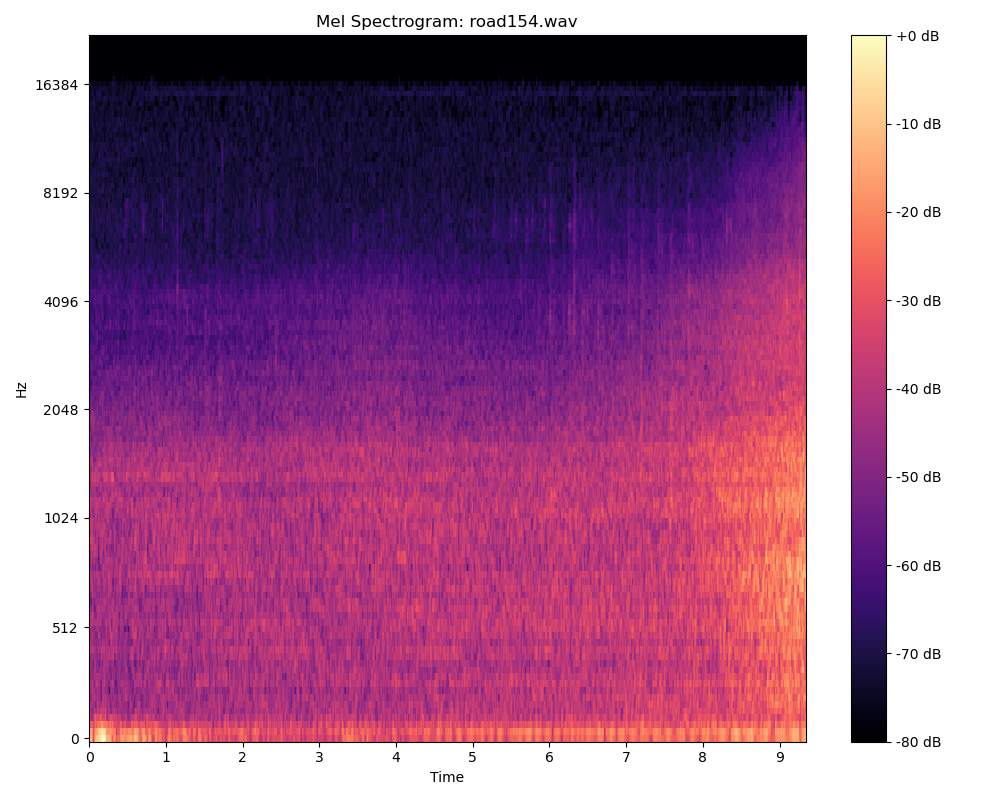 Mel Spectrogram: road154.wav
+0 dB
16384
-10 dB
8192
-20 dB
4096
-30 dB
Hz
2048
-40 dB
1024
-50 dB
-60 dB
512
-70 dB
0
-80 dB
0 1 2 3 4 5 6 7 8 9
Time